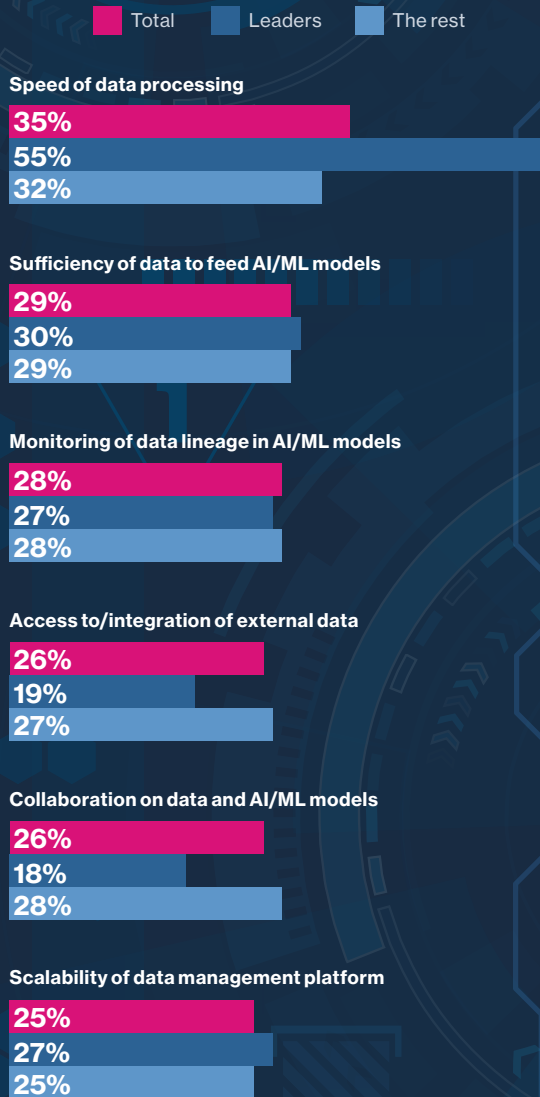 Total Leaders The rest
Speed of data processing
35%
55%
32%
Sufficiency of data to feed AI/ML models
29%
30%
29%
Monitoring of data lineage in AI/ML models
28%
27%
28%
Access to/integration of external data
26%
19%
27%
Collaboration on data and AI/ML models
26%
18%
28%
Scalability of data management platform
25%
27%
25%